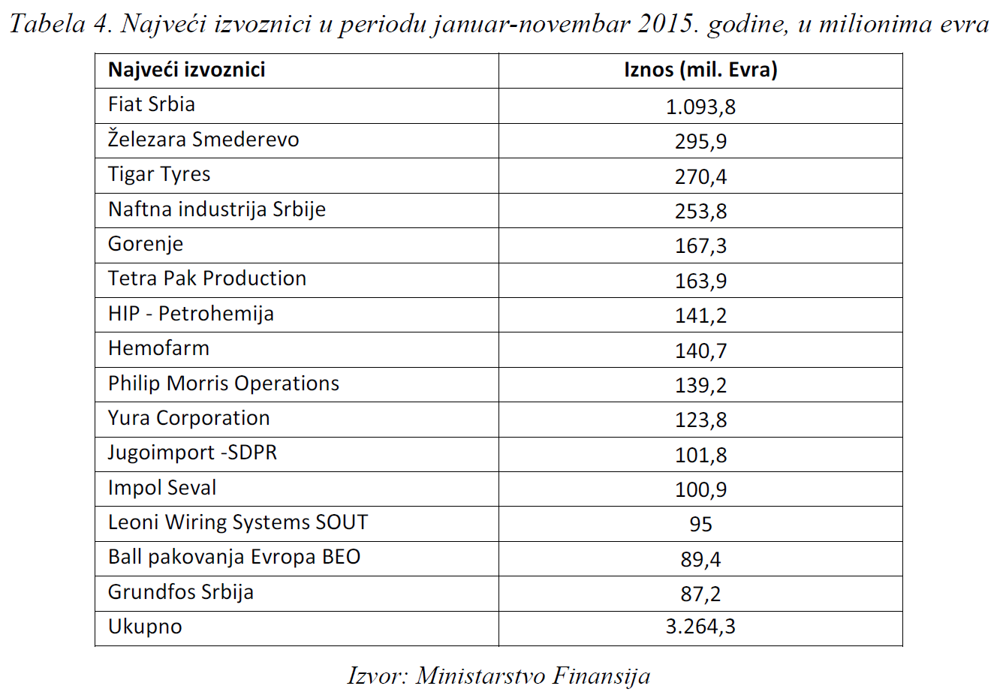 Tabela 4. Najveći izvoznici u periodu januar-novembar 2015. godine, u milionima evra
Najveći izvoznici Iznos (mil. Evra)
Fiat Srbia 1.093,8
Železara Smederevo 295,9
Tigar Tyres 270,4
Naftna industrija Srbije 253,8
Gorenje 167,3
Tetra Pak Production 163,9
HIP - Petrohemija 141,2
Hemofarm 140,7
Philip Morris Operations 139,2
Yura Corporation 123,8
Jugoimport -SDPR 101,8
Impol Seval 100,9
Leoni Wiring Systems SOUT 95
Ball pakovanja Evropa BEO 89,4
Grundfos Srbija 87,2
Ukupno 3.264,3
Izvor: Ministarstvo Finansija